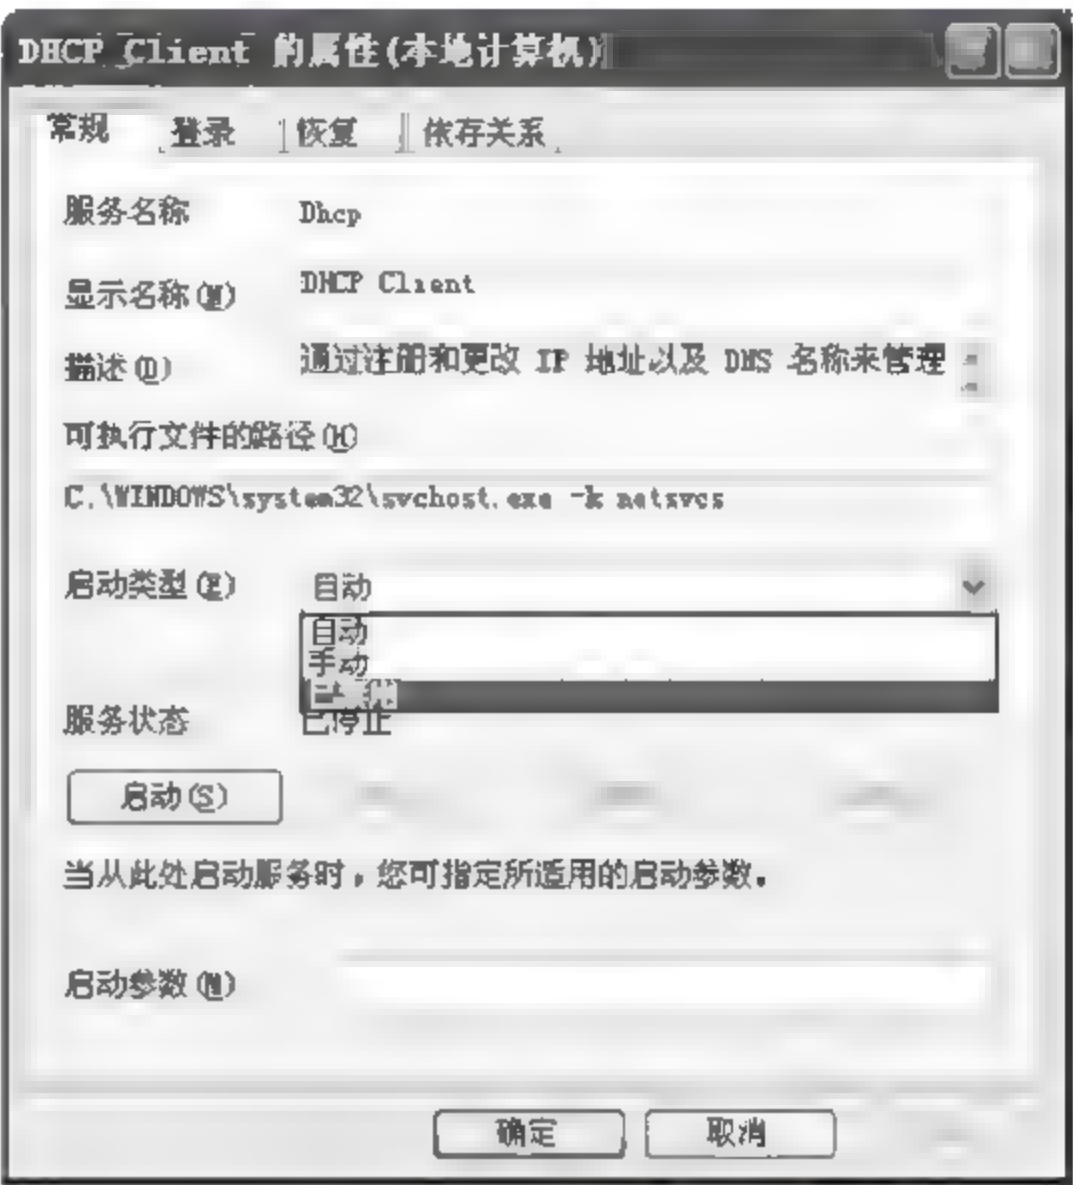 DHCP Client 的属性(本地计算机)
常规 登录 恢复 依存关系
服务名称 Dhcp
显示名称(N) DHCP Client
描述(D) 通过注册和更改 IP 地址以及 DNS 名称来管理
可执行文件的路径(H)
C:\WINDOWS\system32\svchost.exe -k netsvcs
启动类型(E) 自动
自动
手动
已禁用
服务状态 已停止
启动(S)
当从此处启动服务时，您可指定所适用的启动参数。
启动参数(M)
确定 取消